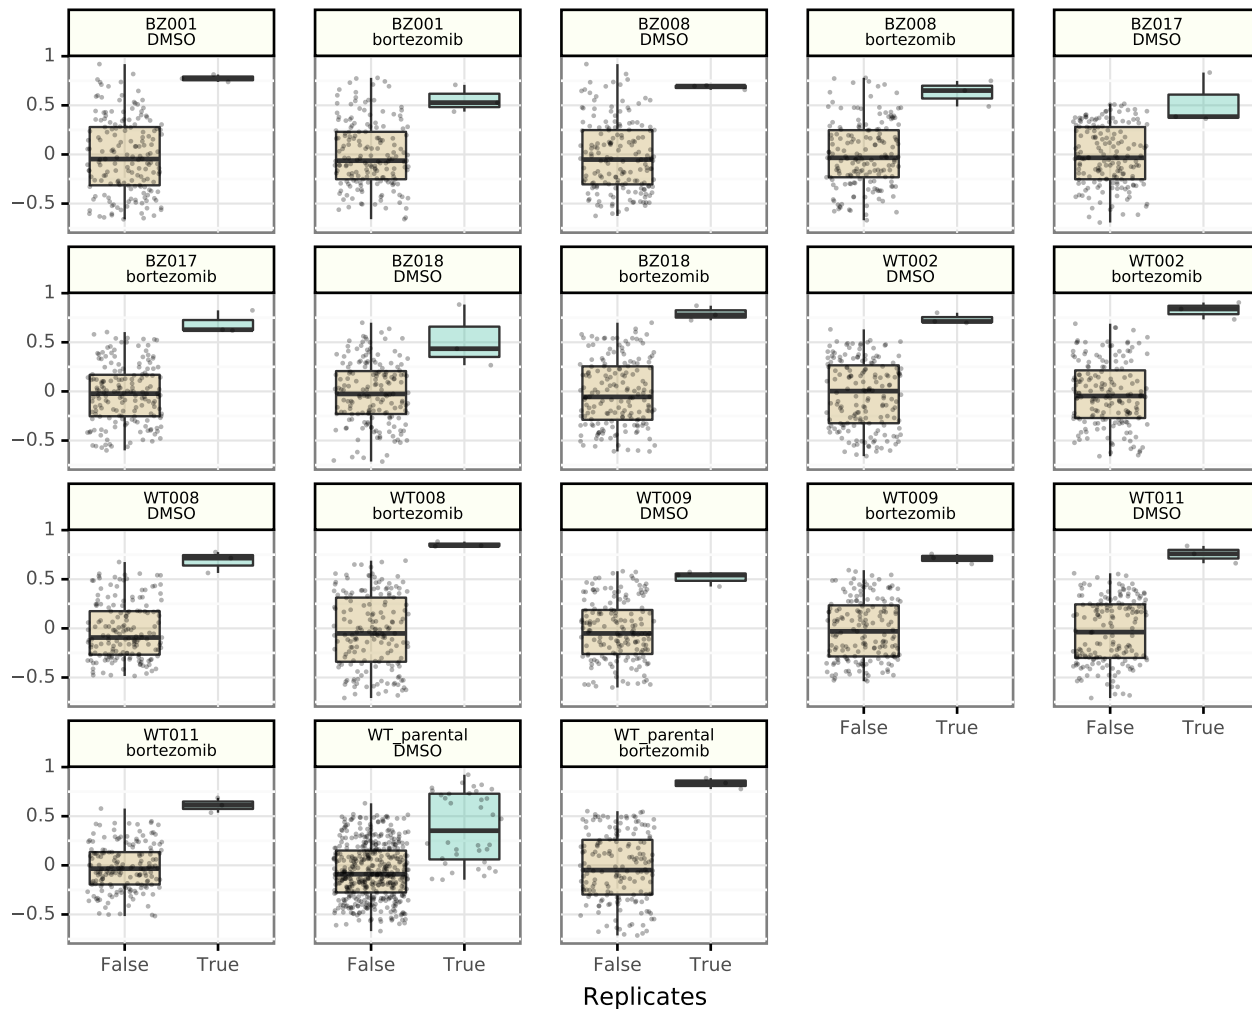 BZ001
DMSO
BZ001
bortezomib
BZ008
DMSO
BZ008
bortezomib
BZ017
DMSO
1
0.5
0
−0.5
BZ017
bortezomib
BZ018
DMSO
BZ018
bortezomib
WT002
DMSO
WT002
bortezomib
1
0.5
0
−0.5
WT008
DMSO
WT008
bortezomib
WT009
DMSO
WT009
bortezomib
WT011
DMSO
1
0.5
0
−0.5
False True
False True
WT011
bortezomib
WT_parental
DMSO
WT_parental
bortezomib
1
0.5
0
−0.5
False True
False True
False True
Replicates